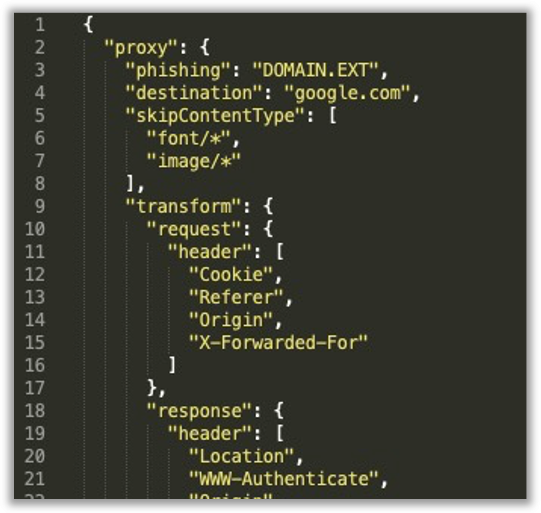 1 {
2 "proxy": {
3 "phishing": "DOMAIN.EXT",
4 "destination": "google.com",
5 "skipContentType": [
6 "font/*",
7 "image/*"
8 ],
9 "transform": {
10 "request": {
11 "header": [
12 "Cookie",
13 "Referer",
14 "Origin",
15 "X-Forwarded-For"
16 ]
17 },
18 "response": {
19 "header": [
20 "Location",
21 "WWW-Authenticate",
22 "Origin",